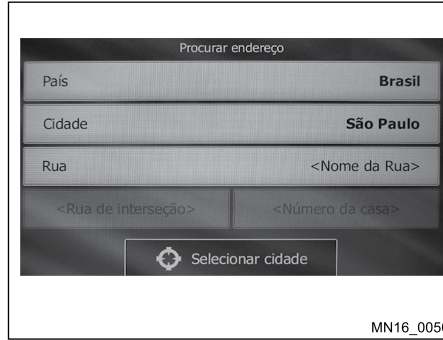 Procurar endereço
País Brasil
Cidade São Paulo
Rua <Nome da Rua>
<Rua de interseção> <Número da casa>
Selecionar cidade
MN16_0050